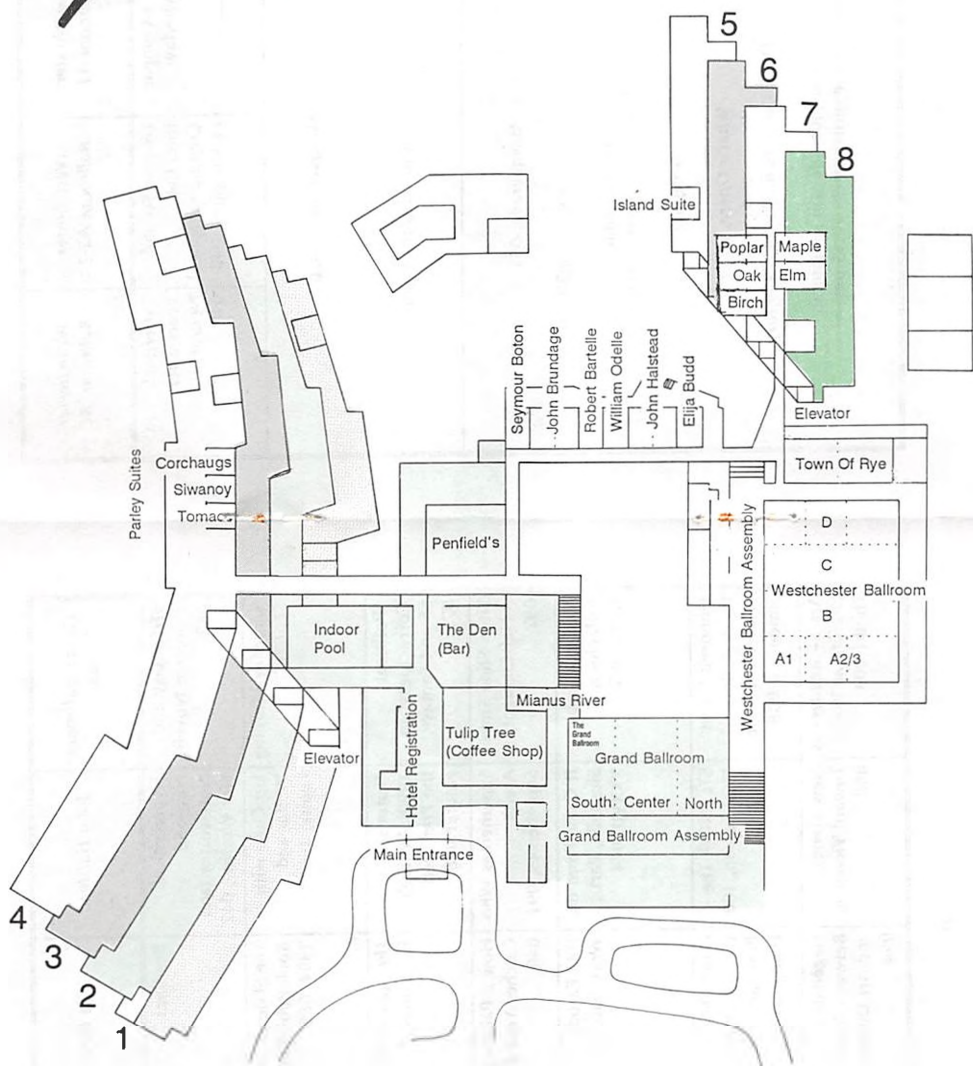 5
6
7
8
Island Suite
Poplar
Maple
Oak
Elm
Birch
Elevator
Seymour Boton
John Brundage
Robert Bartelle
William Odelle
John Halstead
Elija Budd
Town Of Rye
Parley Suites
Corchaugs
Siwanoy
Tomacs
Penfield's
Westchester Ballroom Assembly
D
C
Westchester Ballroom
B
A1
A2/3
Indoor
Pool
The Den
(Bar)
Mianus River
Elevator
Hotel Registration
Tulip Tree
(Coffee Shop)
The
Grand
Ballroom
Grand Ballroom
South
Center
North
Grand Ballroom Assembly
Main Entrance
4
3
2
1